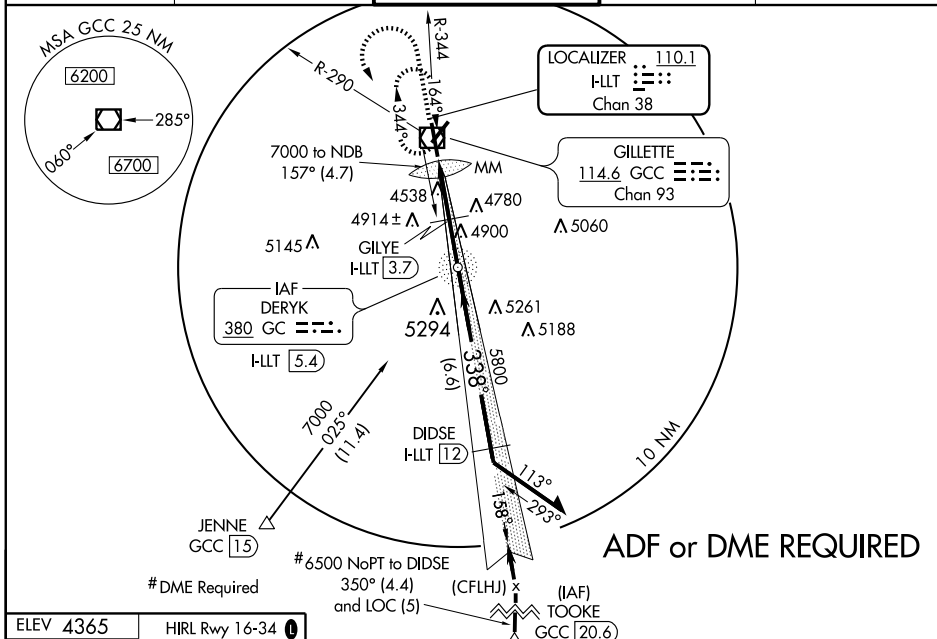 MSA GCC 25 NM
6200
285°
060°
6700
R-290
R-344
164°
344°
LOCALIZER 110.1
I-LLT
Chan 38
GILLETTE
114.6 GCC
Chan 93
7000 to NDB
157° (4.7)
MM
4538
4780
4914±
4900
5060
5145
GILYE
I-LLT 3.7
IAF
DERYK
380 GC
I-LLT 5.4
5294
5261
5188
338°
5800
(6.6)
7000
025°
(11.4)
DIDSE
I-LLT 12
113°
293°
158°
10 NM
JENNE
GCC 15
ADF or DME REQUIRED
#DME Required
#6500 NoPT to DIDSE
350° (4.4)
and LOC (5)
(CFLHJ) x
(IAF)
TOOKE
GCC 20.6
ELEV 4365
HIRL Rwy 16-34 L